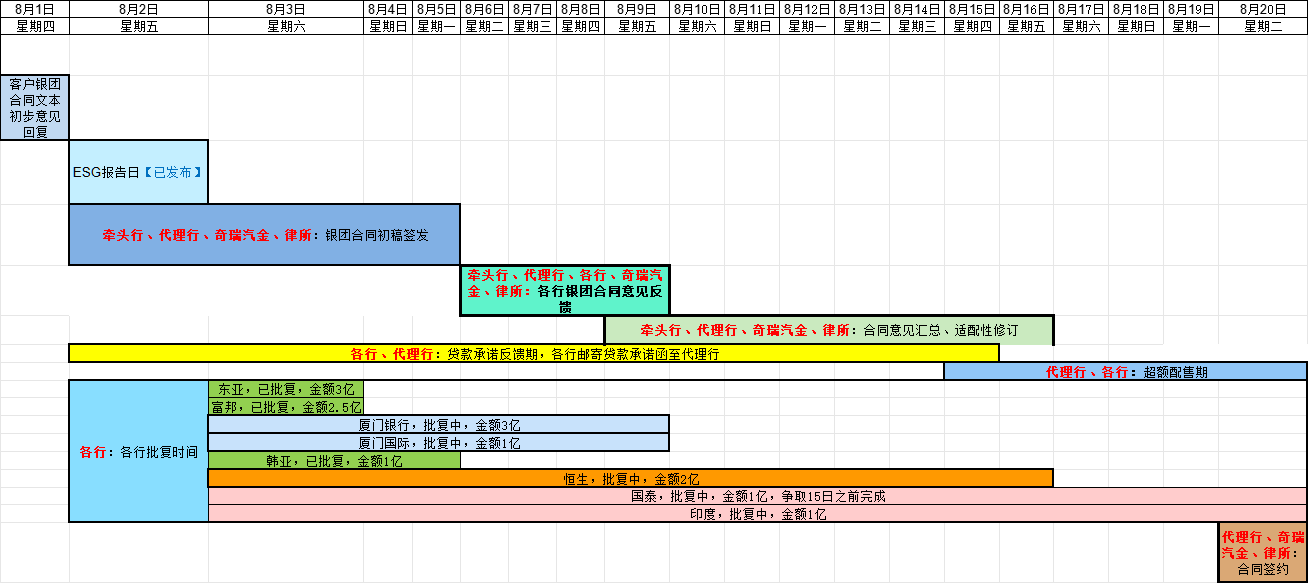 8月1日 8月2日 8月3日 8月4日 8月5日 8月6日 8月7日 8月8日 8月9日 8月10日 8月11日 8月12日 8月13日 8月14日 8月15日 8月16日 8月17日 8月18日 8月19日 8月20日
星期四 星期五 星期六 星期日 星期一 星期二 星期三 星期四 星期五 星期六 星期日 星期一 星期二 星期三 星期四 星期五 星期六 星期日 星期一 星期二
客户银团
合同文本
初步意见
回复
ESG报告日【已发布】
牵头行、代理行、奇瑞汽金、律所：银团合同初稿签发
牵头行、代理行、各行、奇瑞汽
金、律所：各行银团合同意见反
馈
牵头行、代理行、奇瑞汽金、律所：合同意见汇总、适配性修订
各行、代理行：贷款承诺反馈期，各行邮寄贷款承诺函至代理行
代理行、各行：超额配售期
各行：各行批复时间
东亚，已批复，金额3亿
富邦，已批复，金额2.5亿
厦门银行，批复中，金额3亿
厦门国际，批复中，金额1亿
韩亚，已批复，金额1亿
恒生，批复中，金额2亿
国泰，批复中，金额1亿，争取15日之前完成
印度，批复中，金额1亿
代理行、奇瑞
汽金、律所：
合同签约